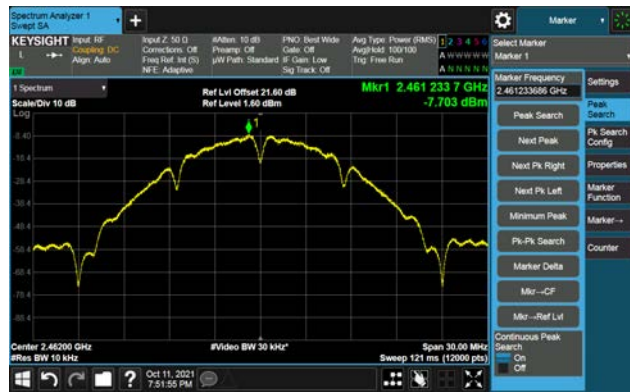 Spectrum Analyzer 1
Swept SA
Marker
KEYSIGHT Input: RF Input Z: 50 Ω #Atten: 10 dB PNO: Best Wide Avg Type: Power (RMS) 1 2 3 4 5 6
L Coupling: DC Corrections: Off Preamp: Off Gate: Off Avg|Hold: 100/100 A W W W W W
Align: Auto Freq Ref: Int (S) µW Path: Standard IF Gain: Low Trig: Free Run
NFE: Adaptive Sig Track: Off A N N N N N
1 Spectrum
Ref Lvl Offset 21.60 dB Mkr1 2.461 233 7 GHz
Scale/Div 10 dB Ref Level 1.60 dBm -7.703 dBm
Log
1
-8.40
-18.4
-28.4
-38.4
-48.4
-58.4
-68.4
-78.4
-88.4
Center 2.46200 GHz #Video BW 30 kHz* Span 30.00 MHz
#Res BW 10 kHz Sweep 121 ms (12000 pts)
Select Marker
Marker 1
Marker Frequency
2.461233686 GHz
Peak Search
Next Peak
Next Pk Right
Next Pk Left
Minimum Peak
Pk-Pk Search
Marker Delta
Mkr→CF
Mkr→Ref Lvl
Continuous Peak
Search
On
Off
Settings
Peak
Search
Pk Search
Config
Properties
Marker
Function
Marker→
Counter
Oct 11, 2021
7:51:55 PM